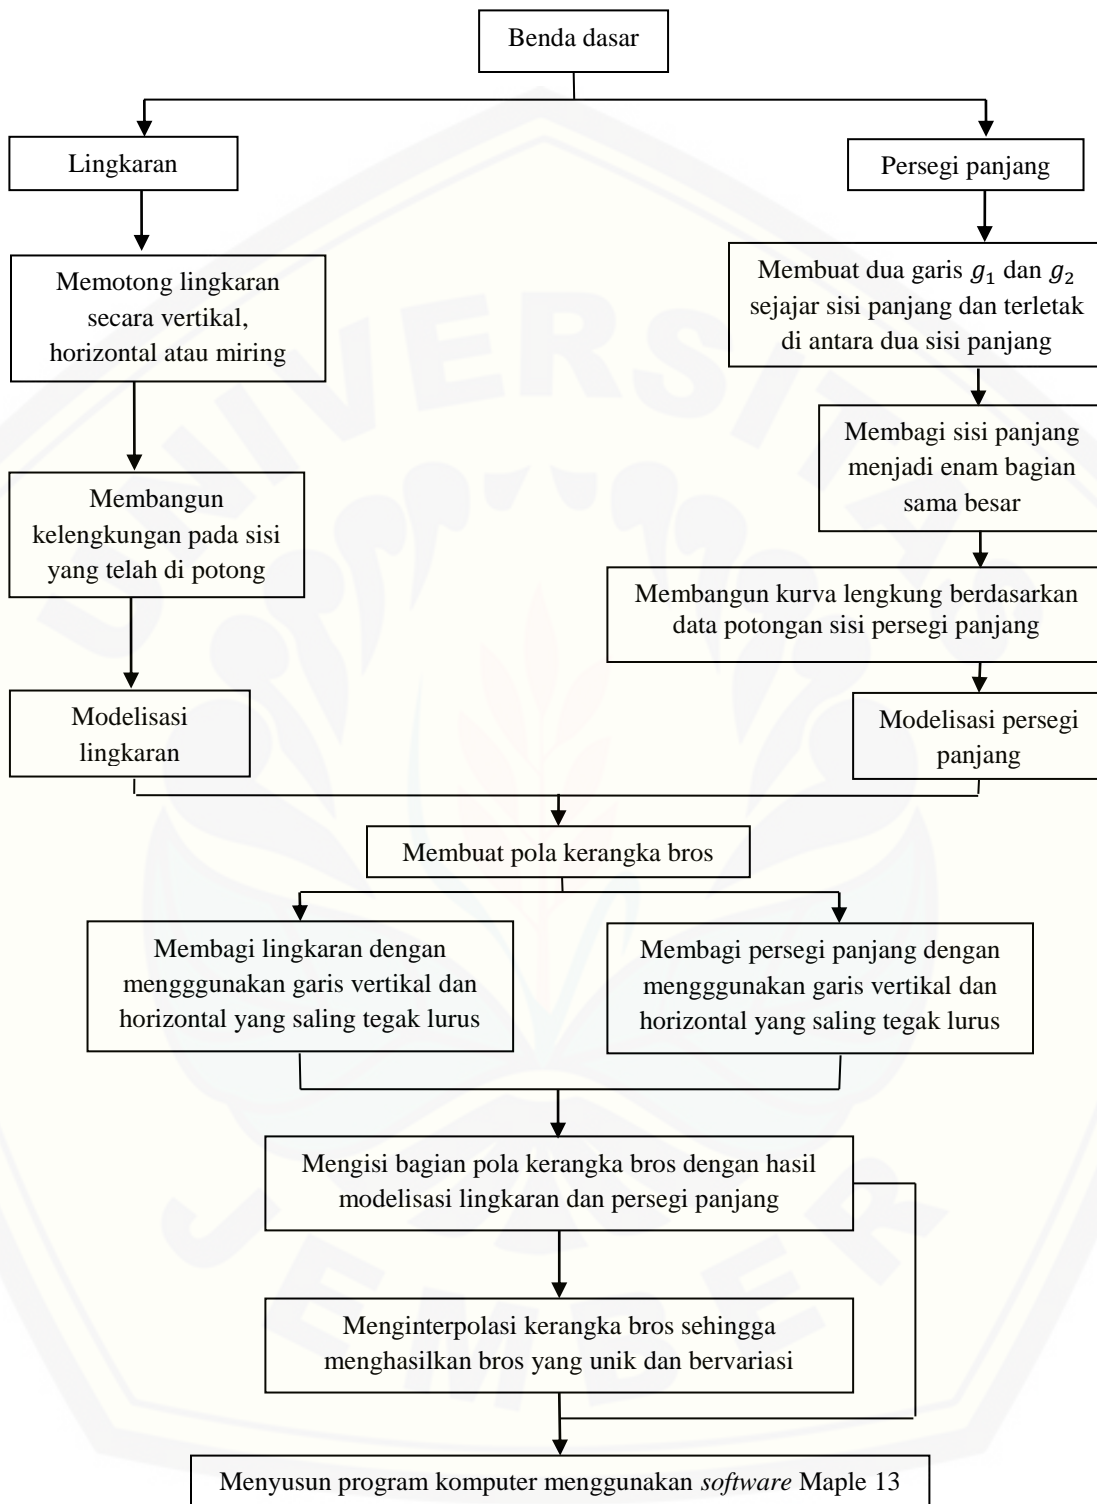 Benda dasar
Lingkaran
Persegi panjang
Memotong lingkaran
secara vertikal,
horizontal atau miring
Membuat dua garis g₁ dan g₂
sejajar sisi panjang dan terletak
di antara dua sisi panjang
Membagi sisi panjang
menjadi enam bagian
sama besar
Membangun
kelengkungan pada sisi
yang telah di potong
Membangun kurva lengkung berdasarkan
data potongan sisi persegi panjang
Modelisasi
lingkaran
Modelisasi persegi
panjang
Membuat pola kerangka bros
Membagi lingkaran dengan
mengggunakan garis vertikal dan
horizontal yang saling tegak lurus
Membagi persegi panjang dengan
mengggunakan garis vertikal dan
horizontal yang saling tegak lurus
Mengisi bagian pola kerangka bros dengan hasil
modelisasi lingkaran dan persegi panjang
Menginterpolasi kerangka bros sehingga
menghasilkan bros yang unik dan bervariasi
Menyusun program komputer menggunakan software Maple 13
UNIVERSITAS
JEMBER